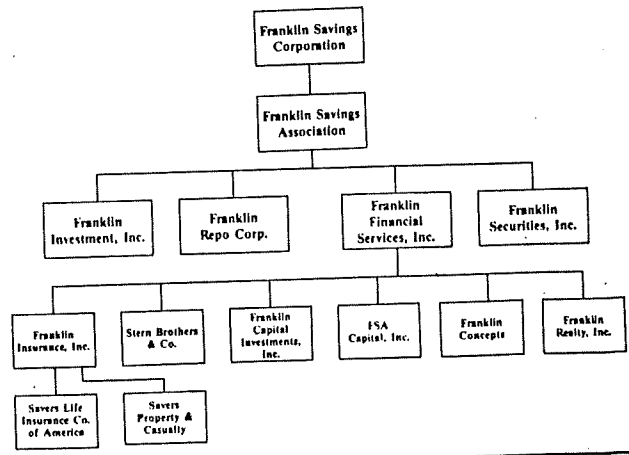 Franklin Savings
Corporation
Franklin Savings
Association
Franklin
Investment, Inc.
Franklin
Repo Corp.
Franklin
Financial
Services, Inc.
Franklin
Securities, Inc.
Franklin
Insurance, Inc.
Stern Brothers
& Co.
Franklin
Capital
Investments,
Inc.
FSA
Capital, Inc.
Franklin
Concepts
Franklin
Realty, Inc.
Savers Life
Insurance Co.
of America
Savers
Property &
Casualty